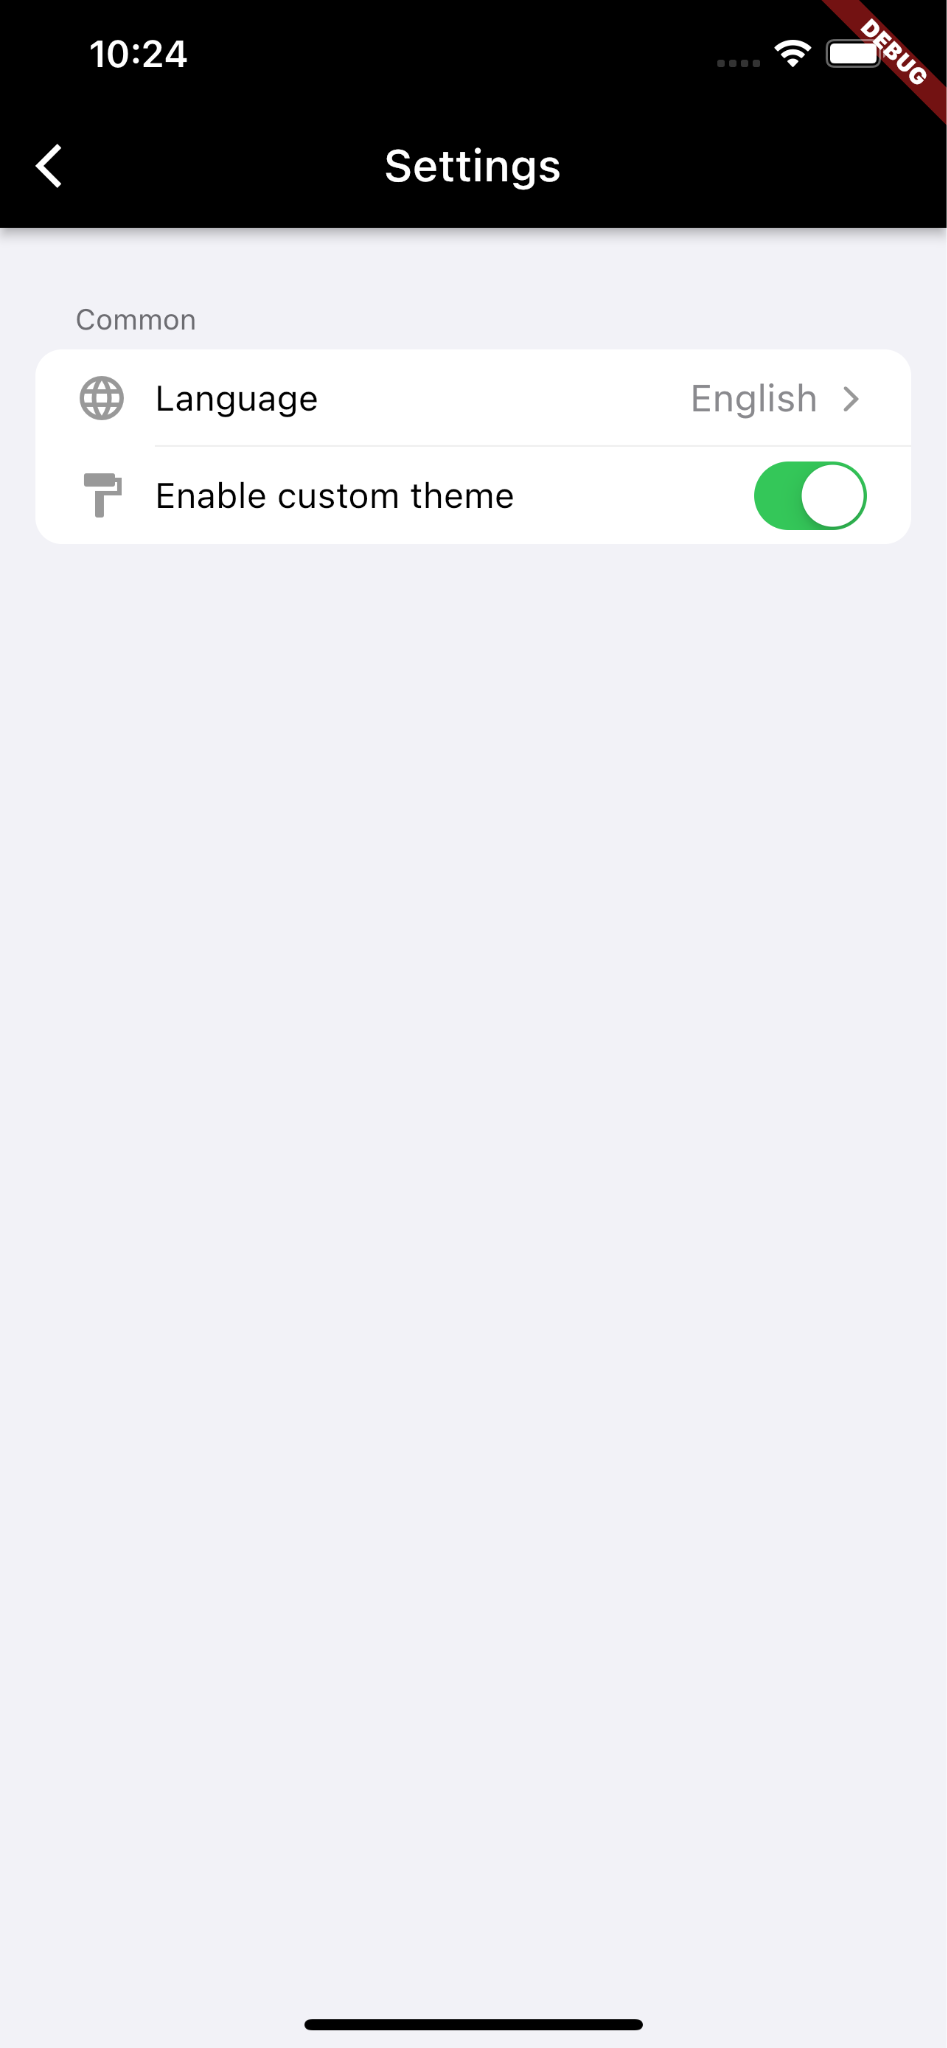 10:24
DEBUG
Settings
Common
Language English
Enable custom theme